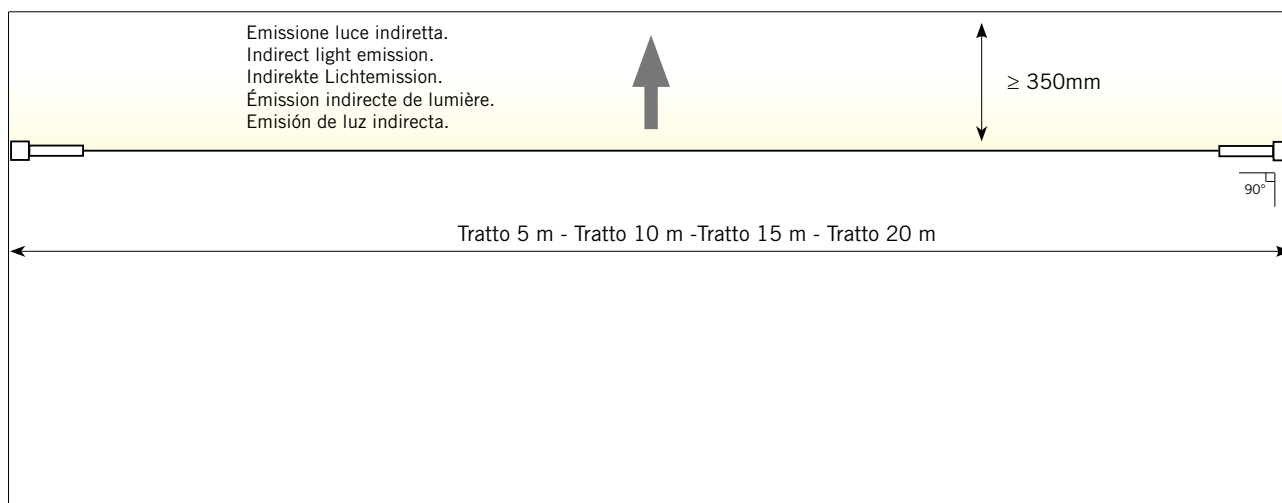 Emissione luce indiretta.
Indirect light emission.
Indirekte Lichtemission.
Émission indirecte de lumière.
Emisión de luz indirecta.
≥ 350mm
90°
Tratto 5 m - Tratto 10 m -Tratto 15 m - Tratto 20 m